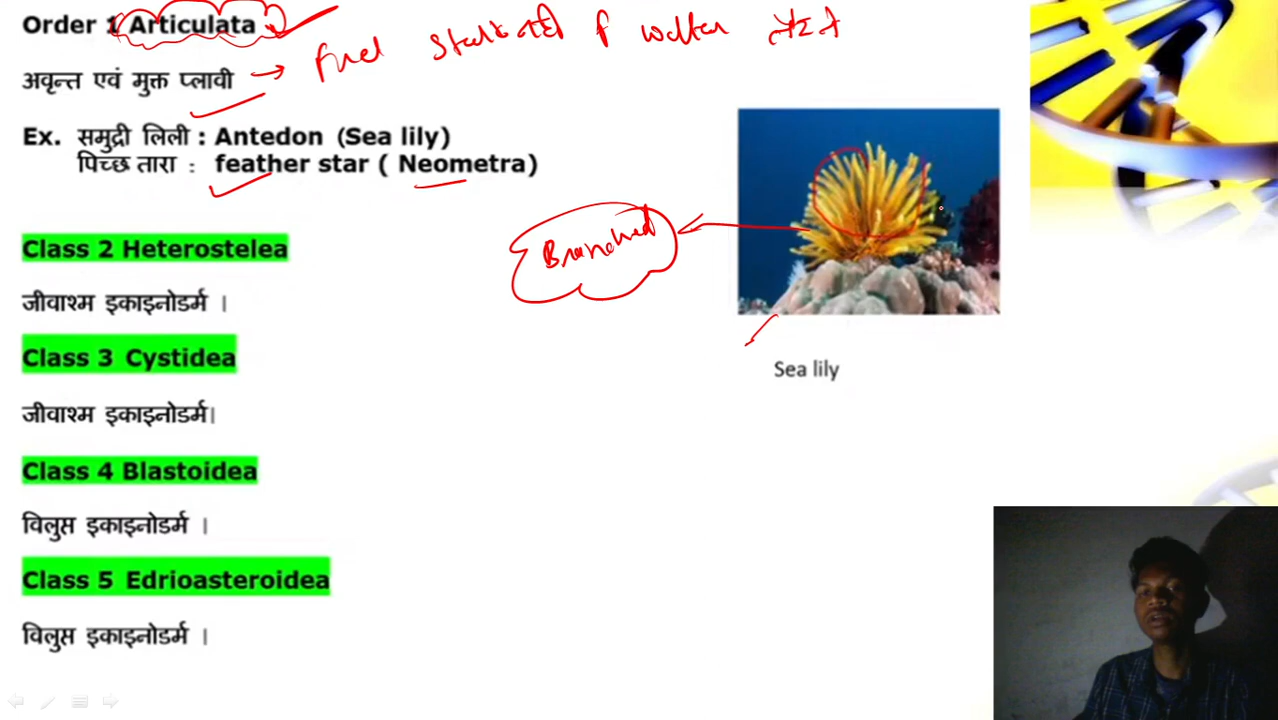 Order 1 Articulata
अवृन्त एवं मुक्त प्लावी
Ex. समुद्री लिली : Antedon (Sea lily)
पिच्छ तारा : feather star ( Neometra)
Branched
Class 2 Heterostelea
जीवाश्म इकाइनोडर्म ।
Class 3 Cystidea
Sea lily
जीवाश्म इकाइनोडर्म।
Class 4 Blastoidea
विलुप्त इकाइनोडर्म ।
Class 5 Edrioasteroidea
विलुप्त इकाइनोडर्म ।